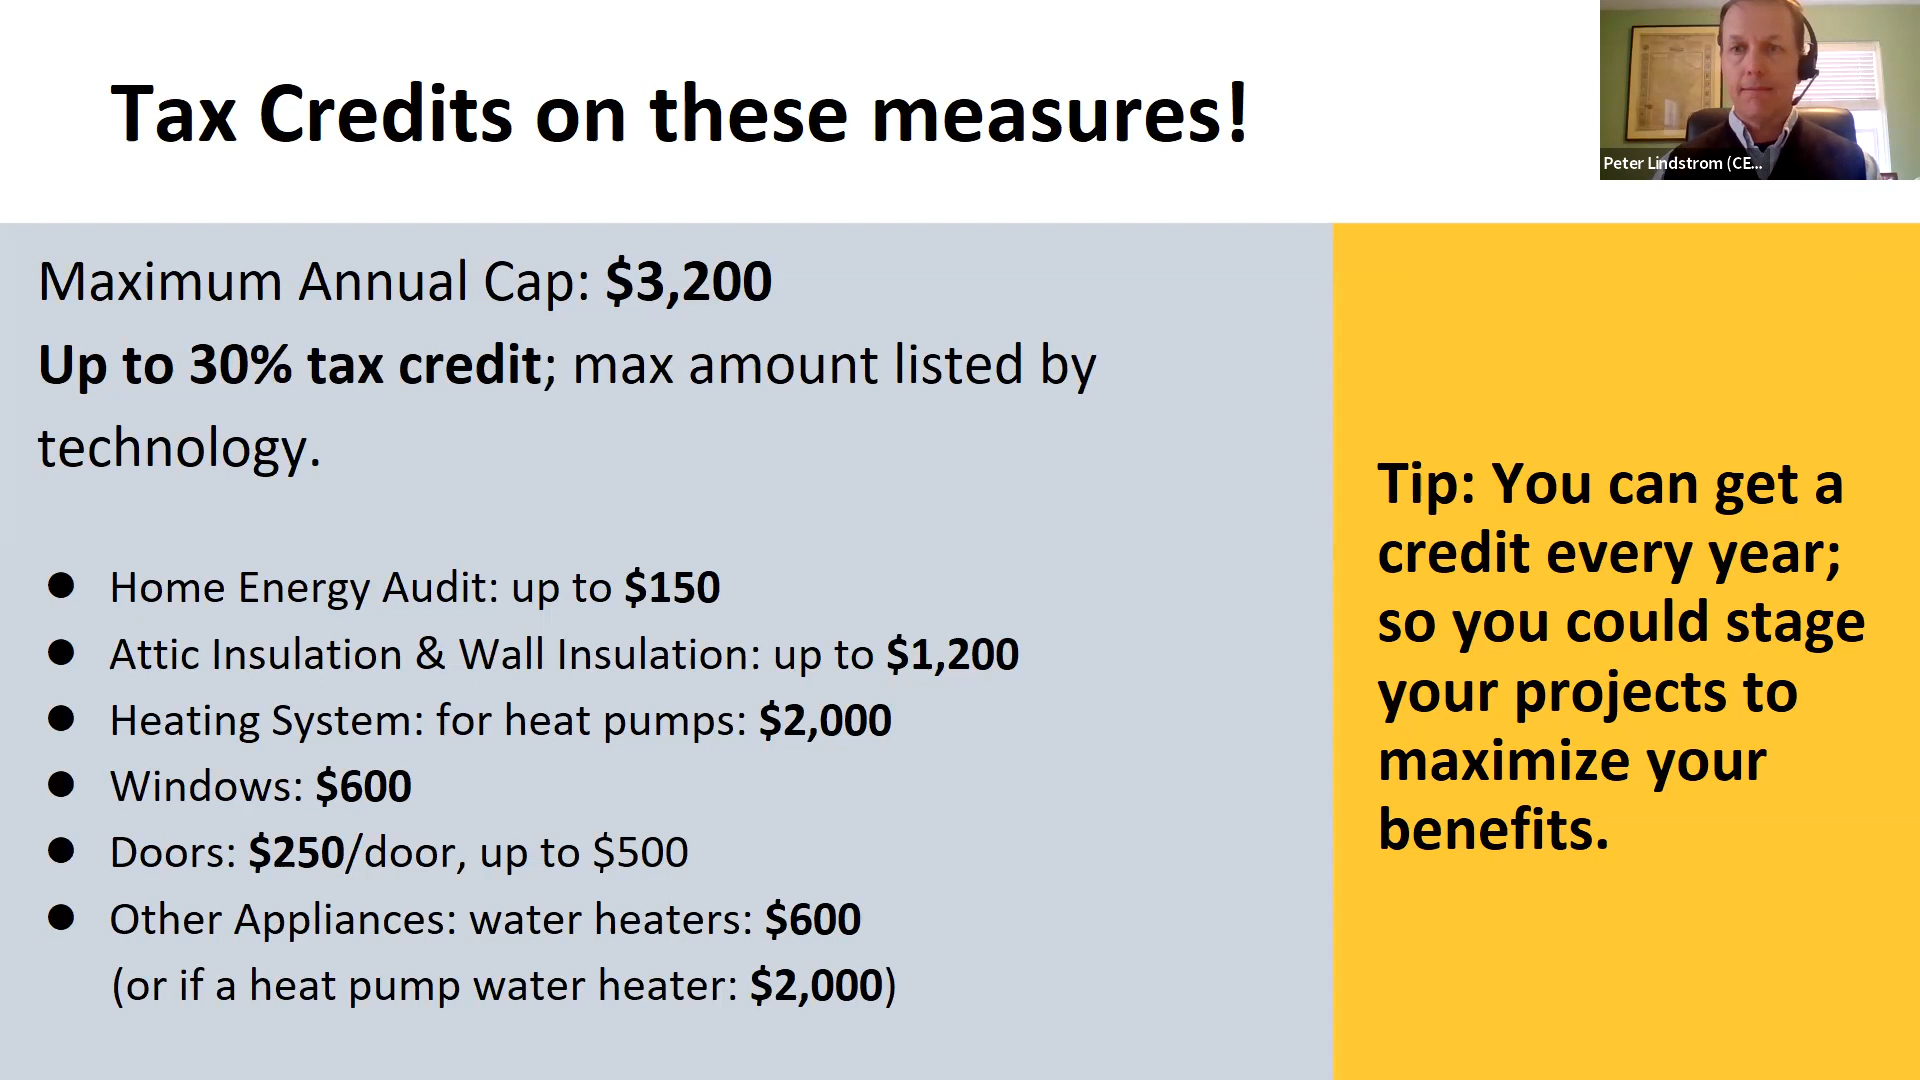 Tax Credits on these measures!
Peter Lindstrom (CE...
Maximum Annual Cap: $3,200
Up to 30% tax credit; max amount listed by
technology.
● Home Energy Audit: up to $150
● Attic Insulation & Wall Insulation: up to $1,200
● Heating System: for heat pumps: $2,000
● Windows: $600
● Doors: $250/door, up to $500
● Other Appliances: water heaters: $600
(or if a heat pump water heater: $2,000)
Tip: You can get a
credit every year;
so you could stage
your projects to
maximize your
benefits.